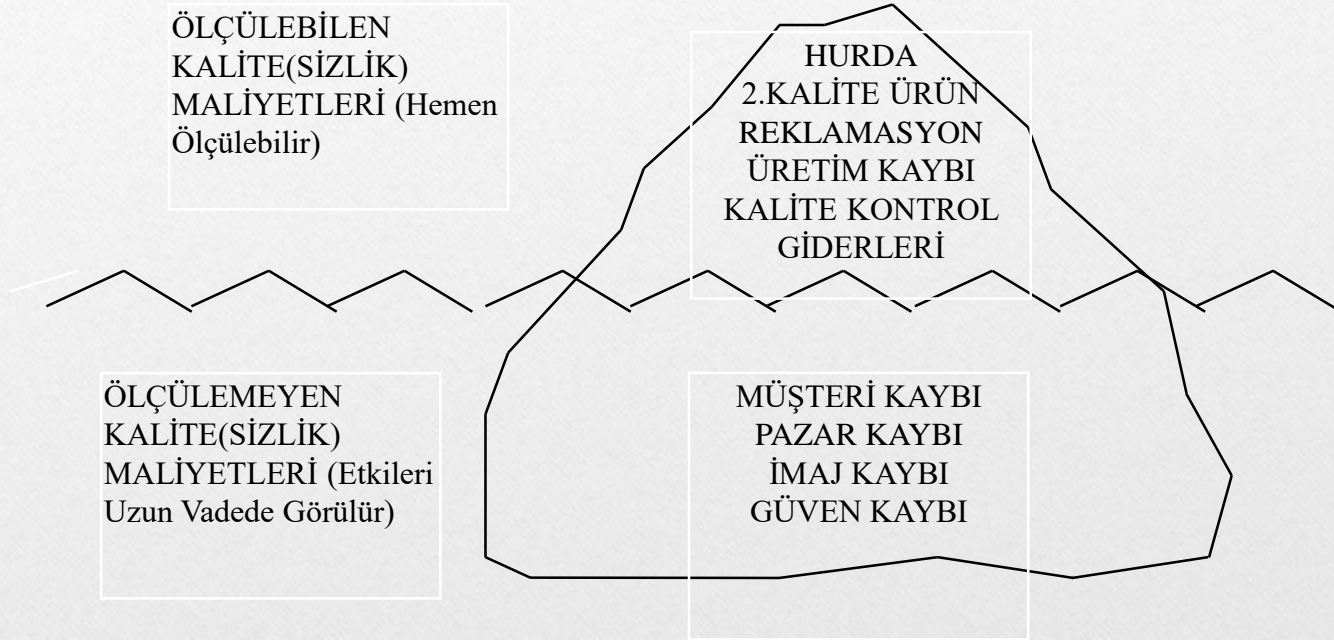 ÖLÇÜLEBİLEN
KALİTE(SİZLİK)
MALİYETLERİ (Hemen
Ölçülebilir)
HURDA
2.KALİTE ÜRÜN
REKLAMASYON
ÜRETİM KAYBI
KALİTE KONTROL
GİDERLERİ
ÖLÇÜLEMEYEN
KALİTE(SİZLİK)
MALİYETLERİ (Etkileri
Uzun Vadede Görülür)
MÜŞTERİ KAYBI
PAZAR KAYBI
İMAJ KAYBI
GÜVEN KAYBI